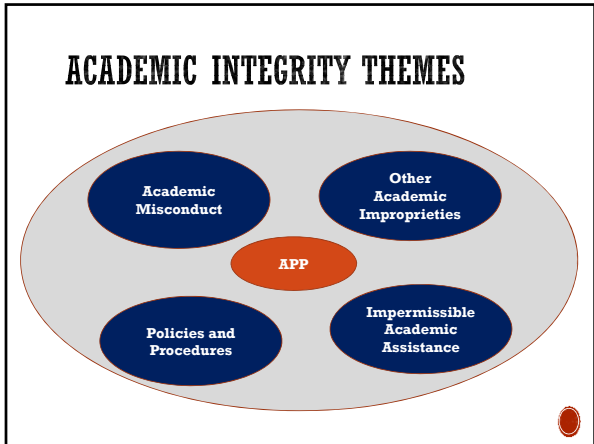 ACADEMIC INTEGRITY THEMES
Academic
Misconduct
Other
Academic
Improprieties
APP
Policies and
Procedures
Impermissible
Academic
Assistance